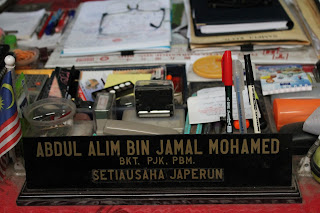 ABDUL ALIM BIN JAMAL MOHAMED
BKT, PJK, PBM.
SETIAUSAHA JAPERUN